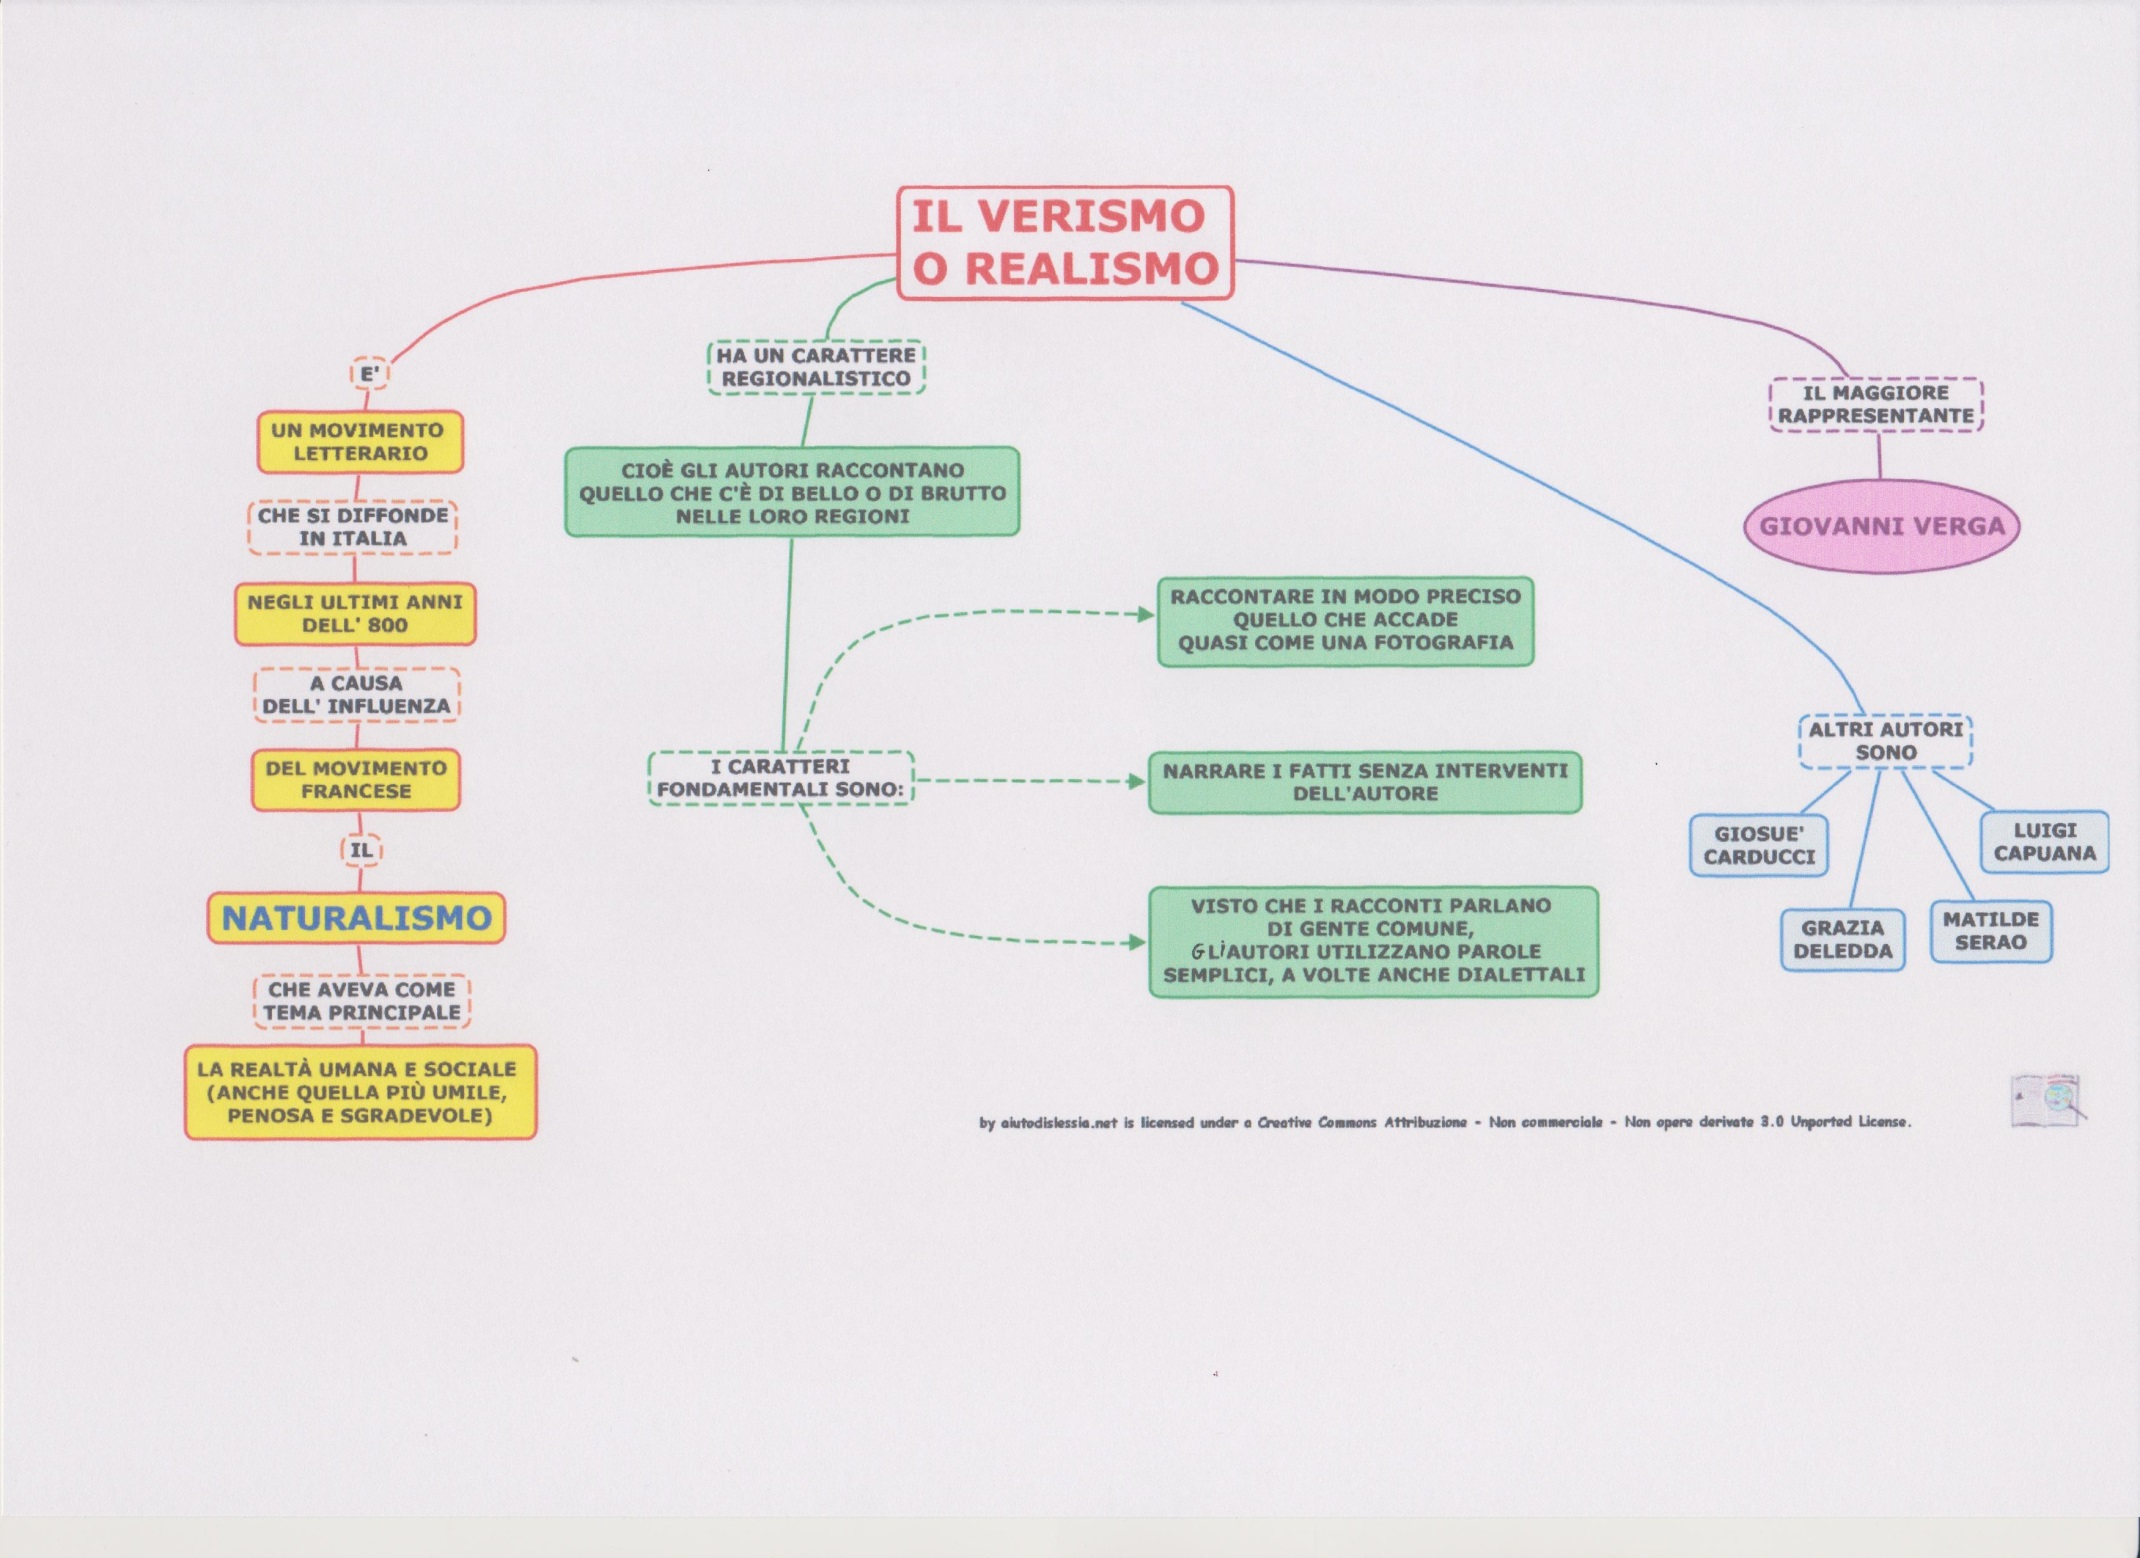 IL VERISMO
O REALISMO
E'
UN MOVIMENTO
LETTERARIO
CHE SI DIFFONDE
IN ITALIA
NEGLI ULTIMI ANNI
DELL' 800
A CAUSA
DELL' INFLUENZA
DEL MOVIMENTO
FRANCESE
IL
NATURALISMO
CHE AVEVA COME
TEMA PRINCIPALE
LA REALTÀ UMANA E SOCIALE
(ANCHE QUELLA PIÙ UMILE,
PENOSA E SGRADEVOLE)
HA UN CARATTERE
REGIONALISTICO
CIOÈ GLI AUTORI RACCONTANO
QUELLO CHE C'È DI BELLO O DI BRUTTO
NELLE LORO REGIONI
I CARATTERI
FONDAMENTALI SONO:
RACCONTARE IN MODO PRECISO
QUELLO CHE ACCADE
QUASI COME UNA FOTOGRAFIA
NARRARE I FATTI SENZA INTERVENTI
DELL'AUTORE
VISTO CHE I RACCONTI PARLANO
DI GENTE COMUNE,
GLI AUTORI UTILIZZANO PAROLE
SEMPLICI, A VOLTE ANCHE DIALETTALI
IL MAGGIORE
RAPPRESENTANTE
GIOVANNI VERGA
ALTRI AUTORI
SONO
GIOSUE'
CARDUCCI
GRAZIA
DELEDDA
MATILDE
SERAO
LUIGI
CAPUANA
by aiutodislessia.net is licensed under a Creative Commons Attribuzione - Non commerciale - Non opere derivate 3.0 Unported License.